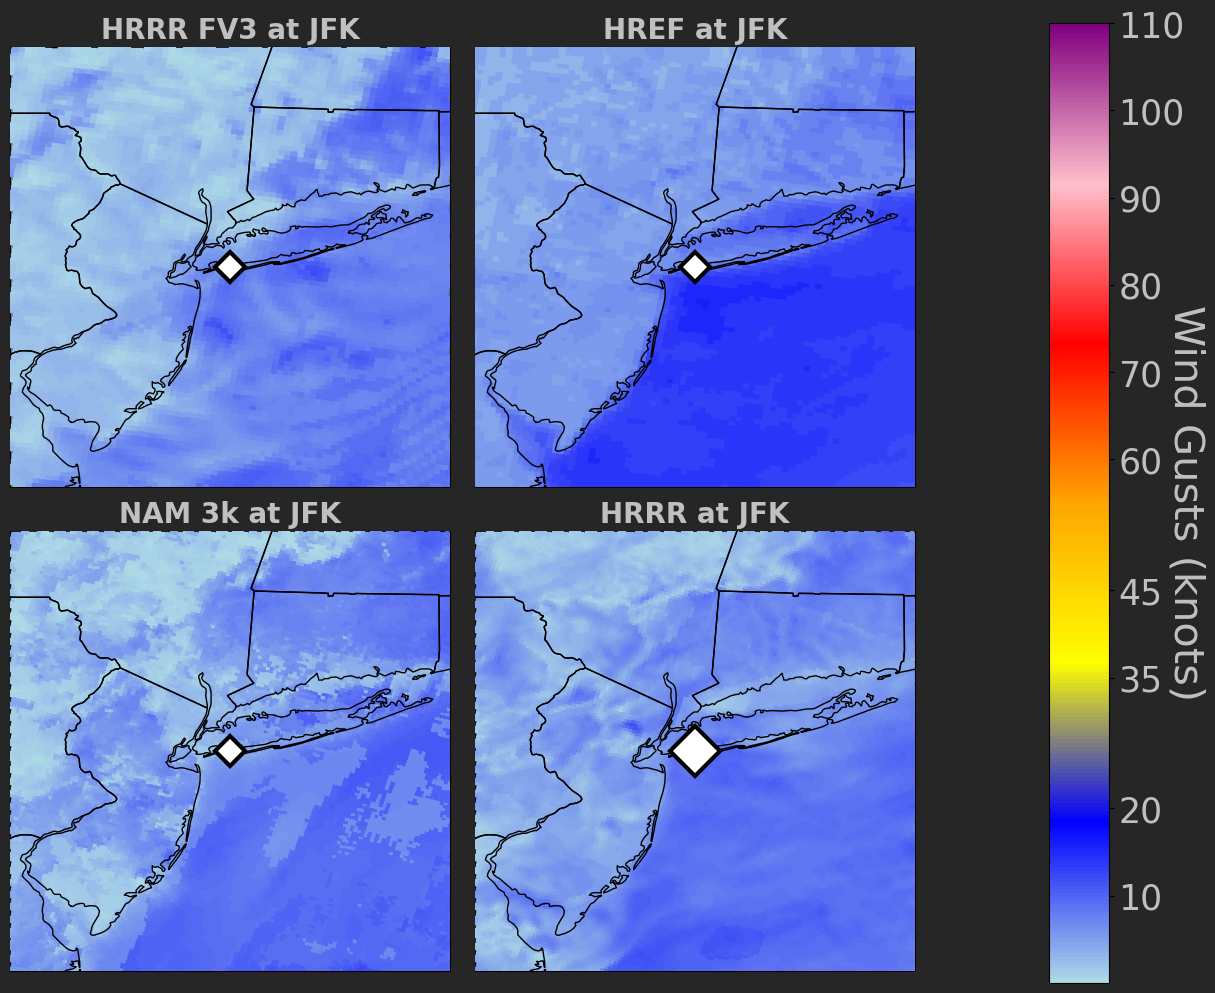 HRRR FV3 at JFK
HREF at JFK
NAM 3k at JFK
HRRR at JFK
110
100
90
80
70
60
45
35
20
10
Wind Gusts (knots)